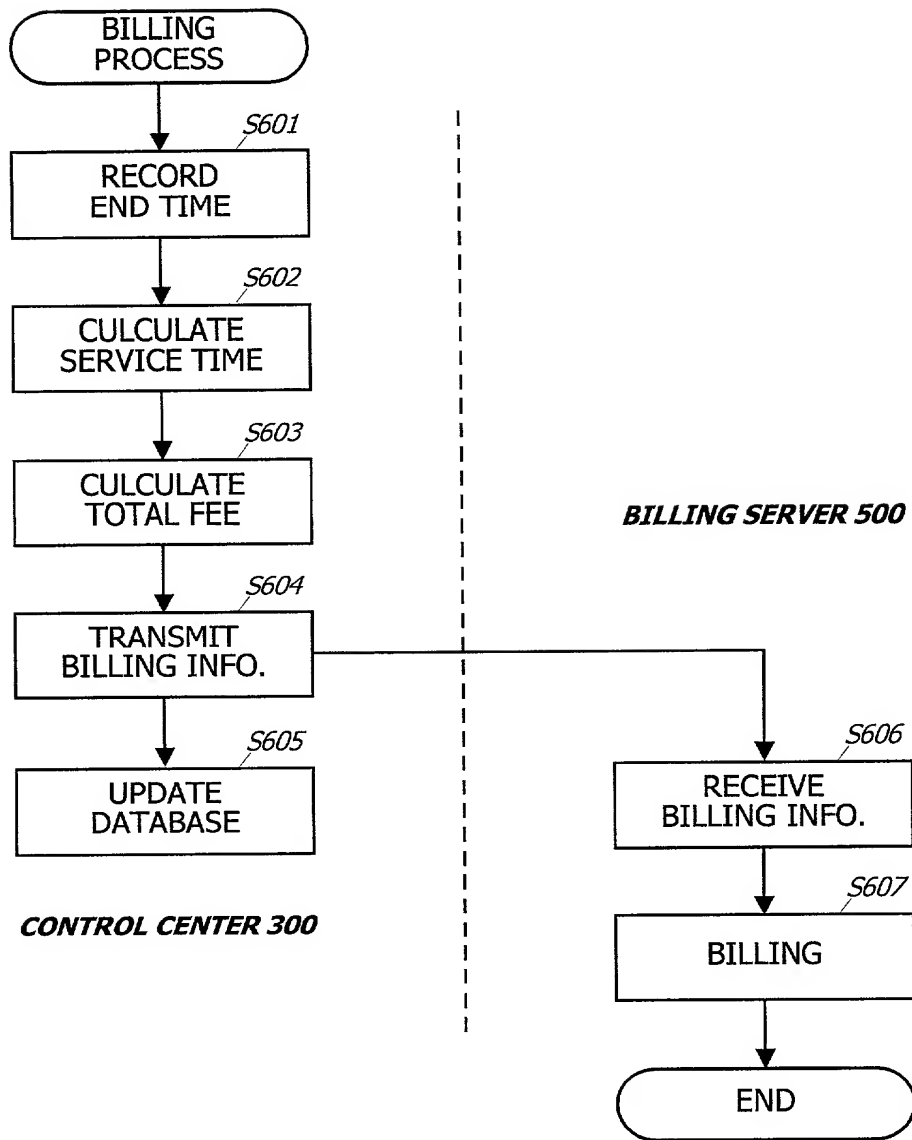 BILLING
PROCESS
S601
RECORD
END TIME
S602
CULCULATE
SERVICE TIME
S603
CULCULATE
TOTAL FEE
S604
TRANSMIT
BILLING INFO.
S605
UPDATE
DATABASE
CONTROL CENTER 300
BILLING SERVER 500
S606
RECEIVE
BILLING INFO.
S607
BILLING
END